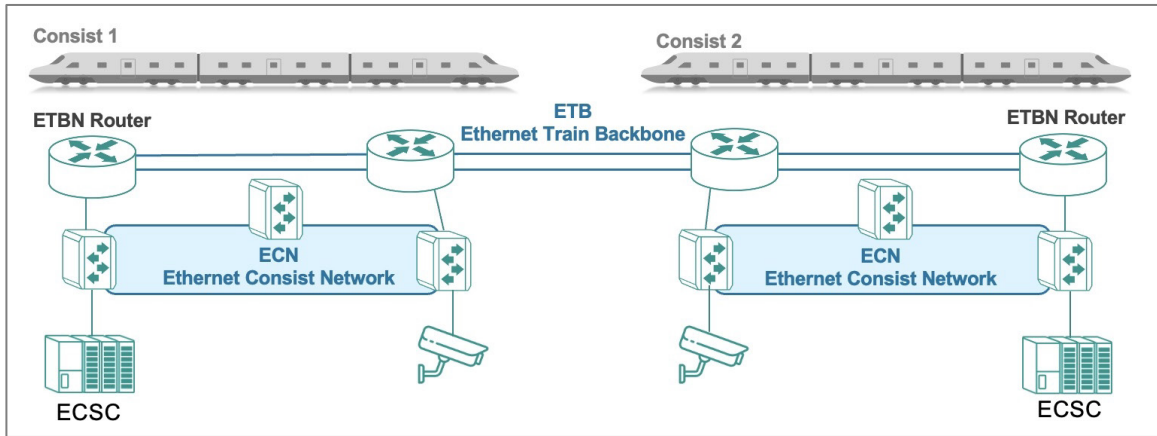 Consist 1
Consist 2
ETBN Router
ETB
Ethernet Train Backbone
ETBN Router
ECN
Ethernet Consist Network
ECN
Ethernet Consist Network
ECSC
ECSC